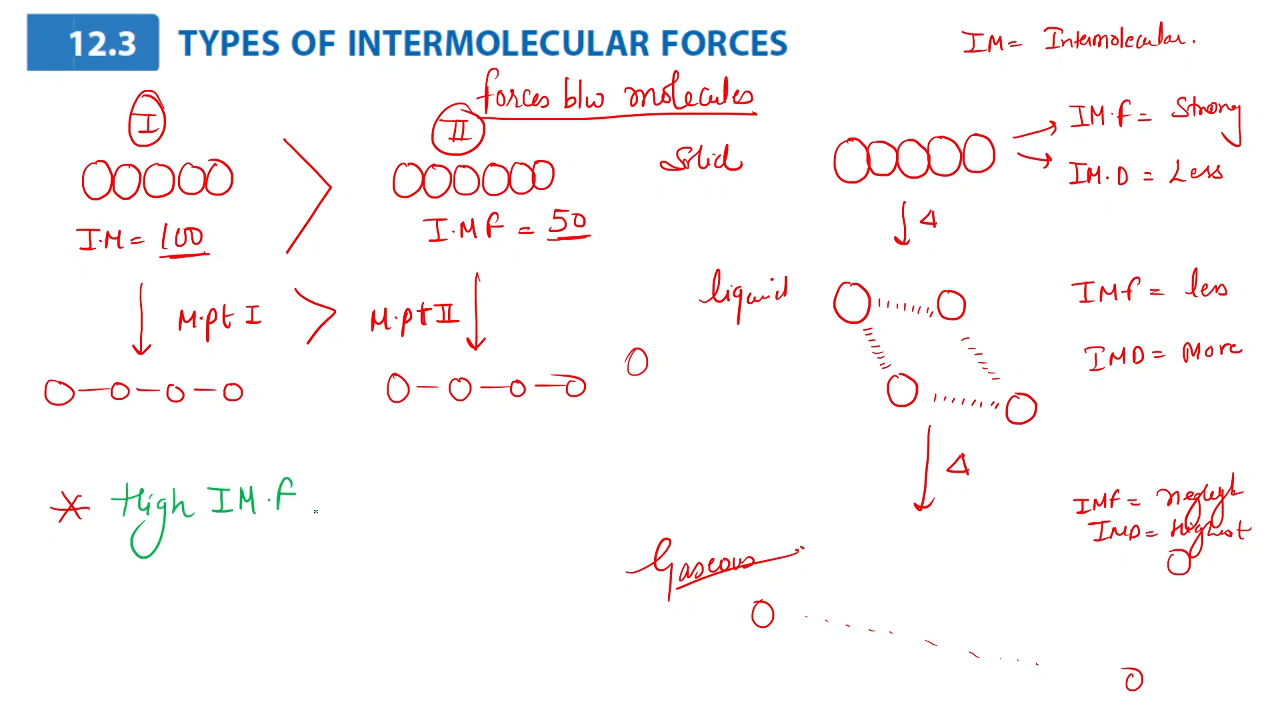 12.3 TYPES OF INTERMOLECULAR FORCES
IM = Intermolecular.
forces b/w molecules
I
II
IM.f = Strong
Solid
IM.D = Less
I.M = 100
>
I.M f = 50
Δ
liquid
IMf = less
M.pt I > M.pt II
IMD = More
Δ
* High IM.F
IMf = neglegb
IMD = Highest
Gaseous